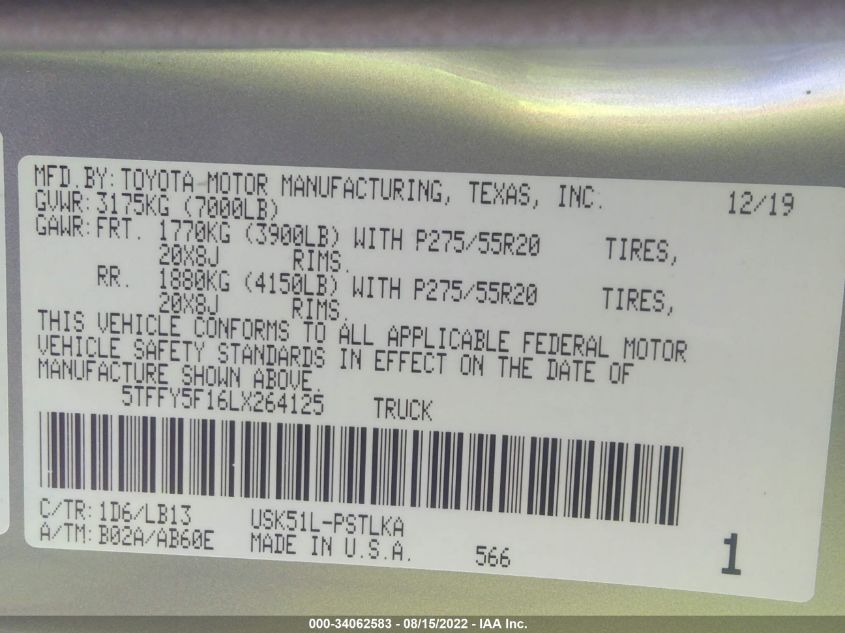 MFD.BY:TOYOTA MOTOR MANUFACTURING, TEXAS, INC. 12/19
GVWR:3175KG (7000LB)
GAWR:FRT. 1770KG (3900LB) WITH P275/55R20 TIRES,
20X8J RIMS.
RR. 1880KG (4150LB) WITH P275/55R20 TIRES,
20X8J RIMS.
THIS VEHICLE CONFORMS TO ALL APPLICABLE FEDERAL MOTOR
VEHICLE SAFETY STANDARDS IN EFFECT ON THE DATE OF
MANUFACTURE SHOWN ABOVE.
5TFFY5F16LX264125 TRUCK
C/TR:1D6/LB13 USK51L-PSTLKA
A/TM:B02A/AB60E MADE IN U.S.A. 566 1
000-34062583 - 08/15/2022 - IAA Inc.